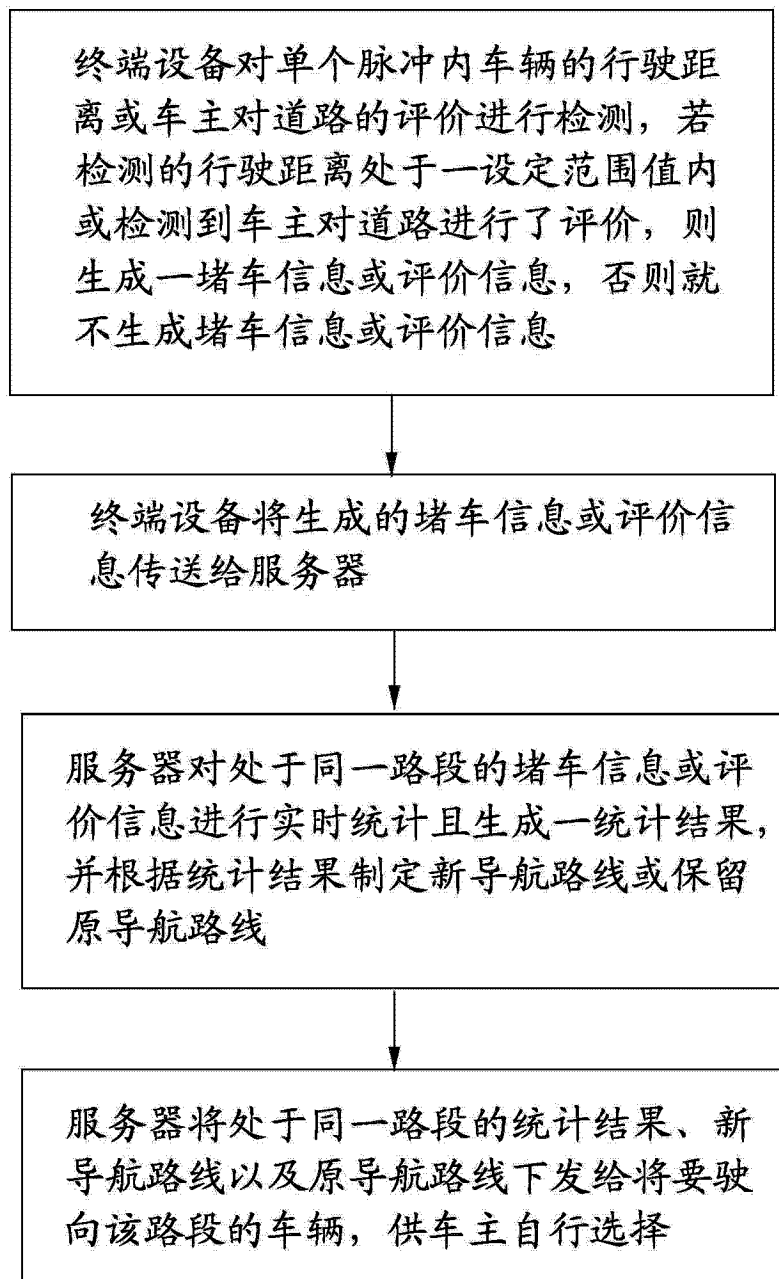 终端设备对单个脉冲内车辆的行驶距
离或车主对道路的评价进行检测，若
检测的行驶距离处于一设定范围值内
或检测到车主对道路进行了评价，则
生成一堵车信息或评价信息，否则就
不生成堵车信息或评价信息
终端设备将生成的堵车信息或评价信
息传送给服务器
服务器对处于同一路段的堵车信息或评
价信息进行实时统计且生成一统计结果，
并根据统计结果制定新导航路线或保留
原导航路线
服务器将处于同一路段的统计结果、新
导航路线以及原导航路线下发给将要驶
向该路段的车辆，供车主自行选择